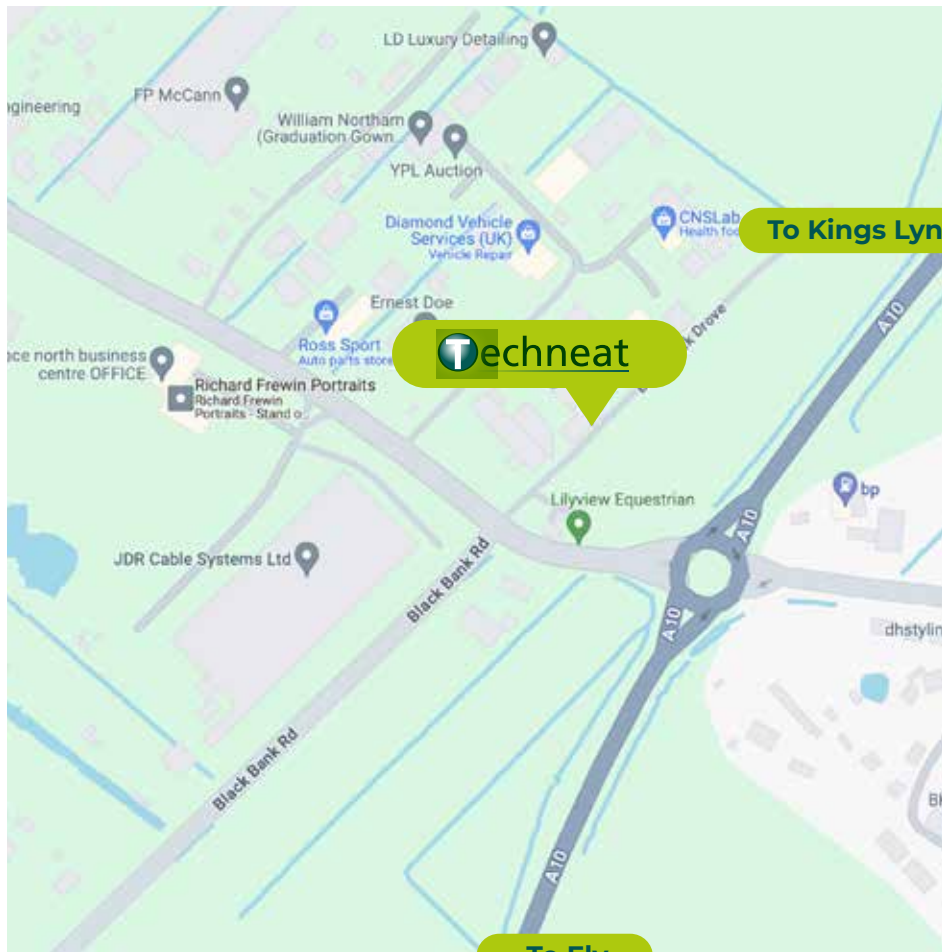 LD Luxury Detailing
FP McCann
gineering
William Northam
(Graduation Gown...
YPL Auction
Diamond Vehicle
Services (UK)
Vehicle Repair
CNSLab
Health foo
To Kings Lyn
Ernest Doe
A10
k Drove
Ross Sport
Auto parts store
Techneat
ce north business
centre OFFICE
Richard Frewin Portraits
Richard Frewin
Portraits - Stand o...
bp
Lilyview Equestrian
A10
JDR Cable Systems Ltd
Black Bank Rd
A10
dhstylin
Black Bank Rd
A10
To Ely